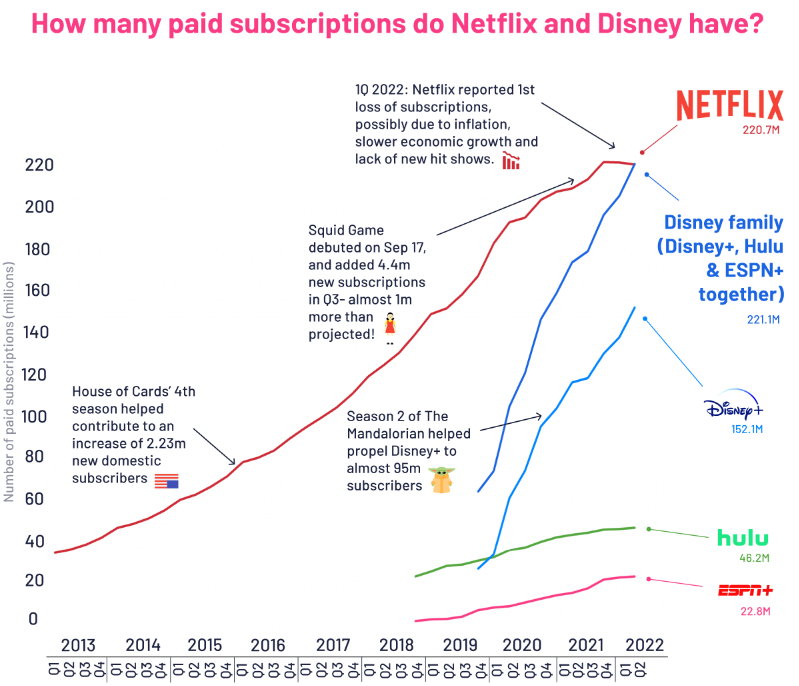 How many paid subscriptions do Netflix and Disney have?
1Q 2022: Netflix reported 1st
loss of subscriptions,
possibly due to inflation,
slower economic growth and
lack of new hit shows.
NETFLIX
220.7M
Squid Game
debuted on Sep 17,
and added 4.4m
new subscriptions
in Q3- almost 1m
more than
projected!
Disney family
(Disney+, Hulu
& ESPN+
together)
221.1M
House of Cards' 4th
season helped
contribute to an
increase of 2.23m
new domestic
subscribers
Season 2 of The
Mandalorian helped
propel Disney+ to
almost 95m
subscribers
Disney+
152.1M
hulu
46.2M
ESPN+
22.8M
Number of paid subscriptions (millions)
220
200
180
160
140
120
100
80
60
40
20
0
2013 2014 2015 2016 2017 2018 2019 2020 2021 2022
Q1 Q2 Q3 Q4 Q1 Q2 Q3 Q4 Q1 Q2 Q3 Q4 Q1 Q2 Q3 Q4 Q1 Q2 Q3 Q4 Q1 Q2 Q3 Q4 Q1 Q2 Q3 Q4 Q1 Q2 Q3 Q4 Q1 Q2 Q3 Q4 Q1 Q2